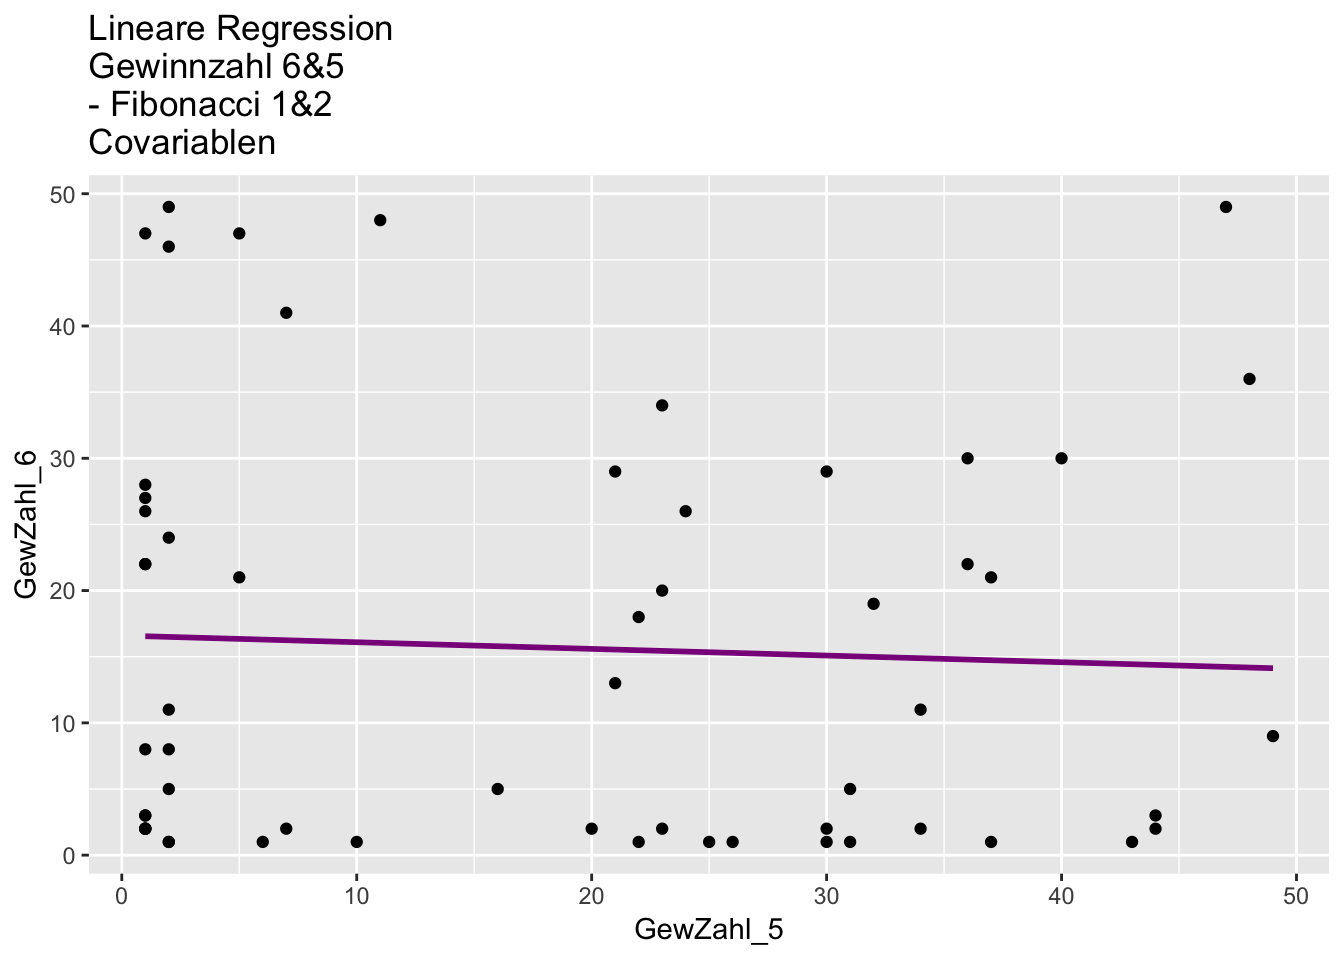 Lineare Regression
Gewinnzahl 6&5
- Fibonacci 1&2
Covariablen
50
40
30
20
10
0
GewZahl_6
0 10 20 30 40 50
GewZahl_5